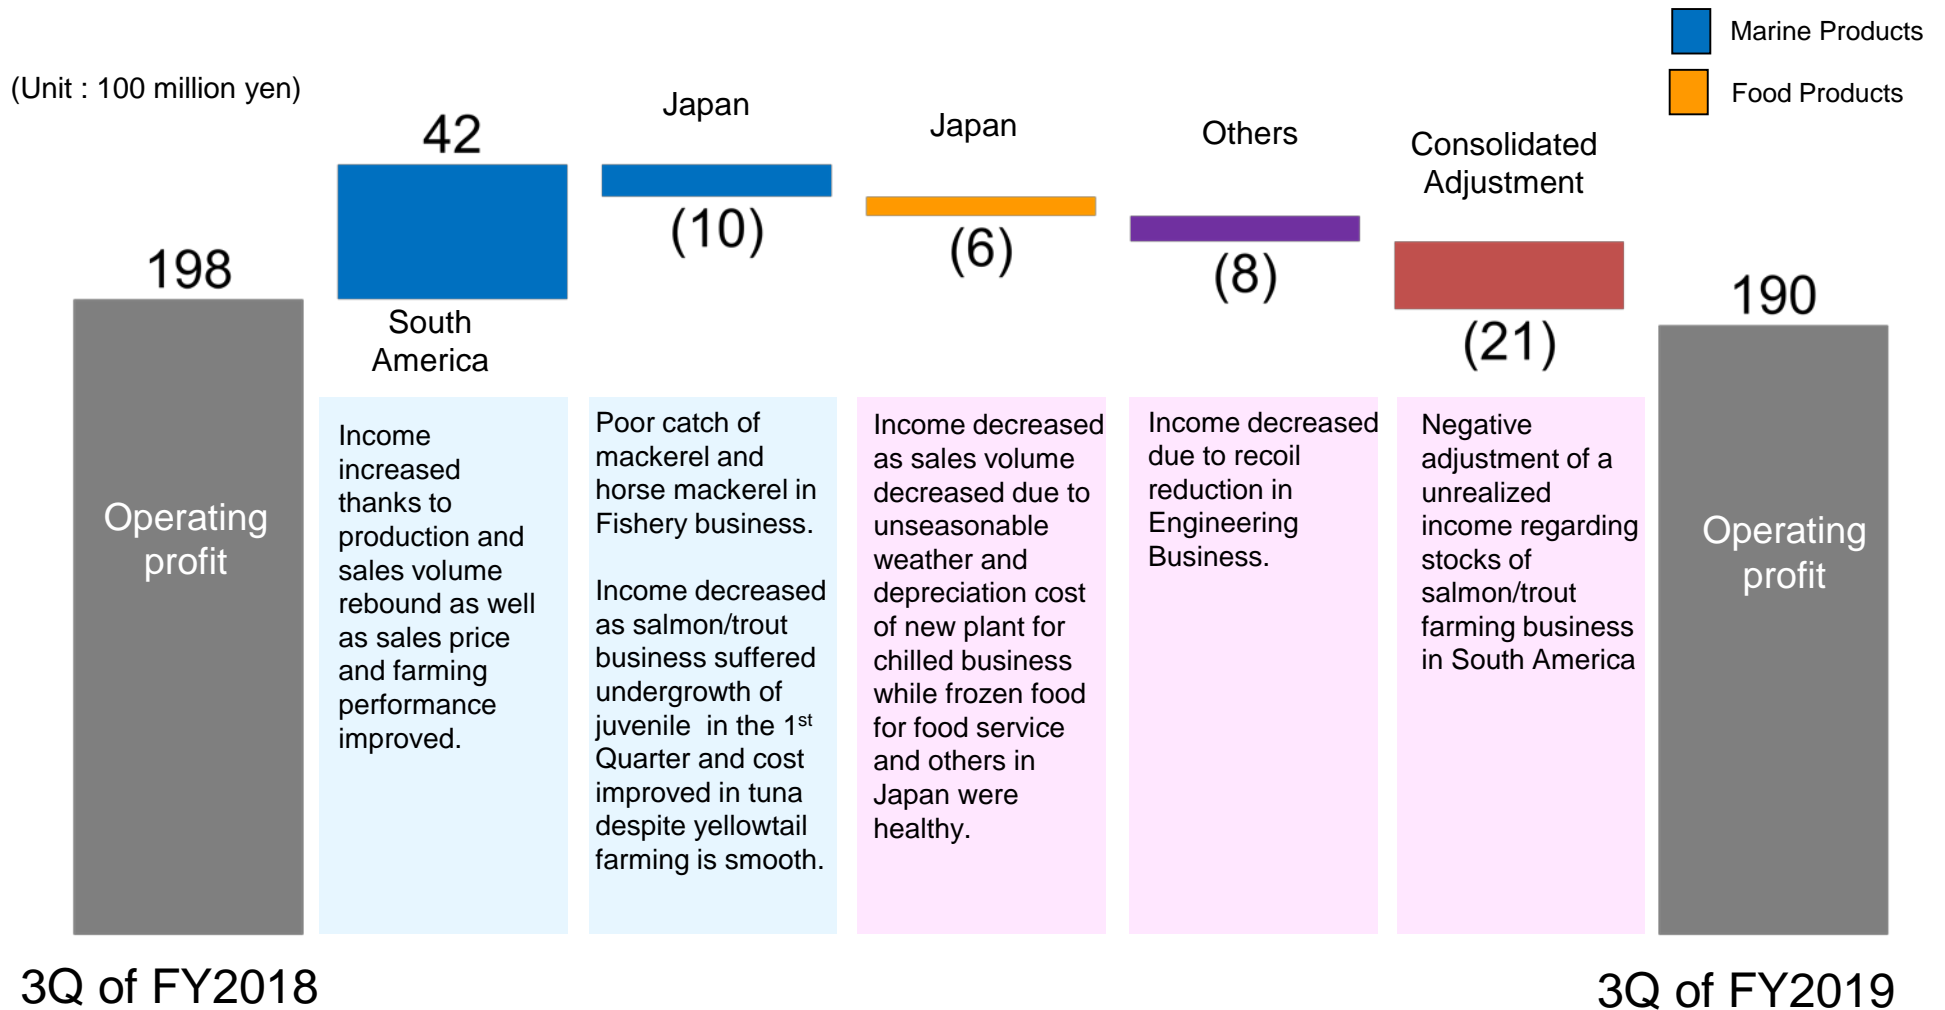 Marine Products
(Unit : 100 million yen)
Food Products
42
Japan
Japan
Others
Consolidated
Adjustment
198
(10)
(6)
(8)
(21)
190
South
America
Operating
profit
Income
increased
thanks to
production and
sales volume
rebound as well
as sales price
and farming
performance
improved.
Poor catch of
mackerel and
horse mackerel in
Fishery business.
Income decreased
as salmon/trout
business suffered
undergrowth of
juvenile  in the 1st
Quarter and cost
improved in tuna
despite yellowtail
farming is smooth.
Income decreased
as sales volume
decreased due to
unseasonable
weather and
depreciation cost
of new plant for
chilled business
while frozen food
for food service
and others in
Japan were
healthy.
Income decreased
due to recoil
reduction in
Engineering
Business.
Negative
adjustment of a
unrealized
income regarding
stocks of
salmon/trout
farming business
in South America
Operating
profit
3Q of FY2018
3Q of FY2019